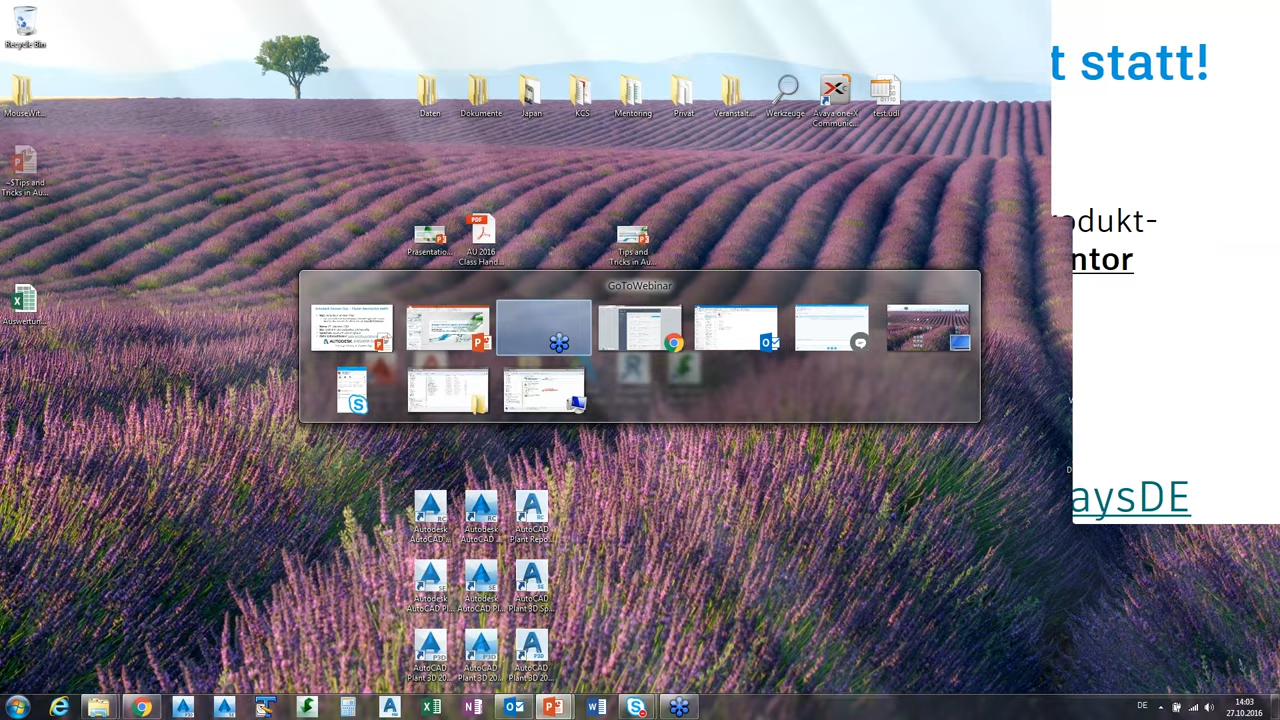 Recycle Bin
t statt!
MouseWit...
Daten
Dokumente
Japan
KCS
Mentoring
Privat
Veranstalt...
Werkzeuge
Avaya one-X
Communic...
test.udl
~$Tips and
Tricks in Au...
rodukt-
ntor
Präsentatio...
AU 2016
Class Hand...
Tips and
Tricks in Au...
GoToWebinar
Auswertun...
aysDE
Autodesk
AutoCAD ...
Autodesk
AutoCAD ...
AutoCAD
Plant Repo...
Autodesk
AutoCAD Pl...
Autodesk
AutoCAD Pl...
AutoCAD
Plant 3D Sp...
AutoCAD
Plant 3D 20...
AutoCAD
Plant 3D 20...
AutoCAD
Plant 3D 20...
DE
14:03
27.10.2016